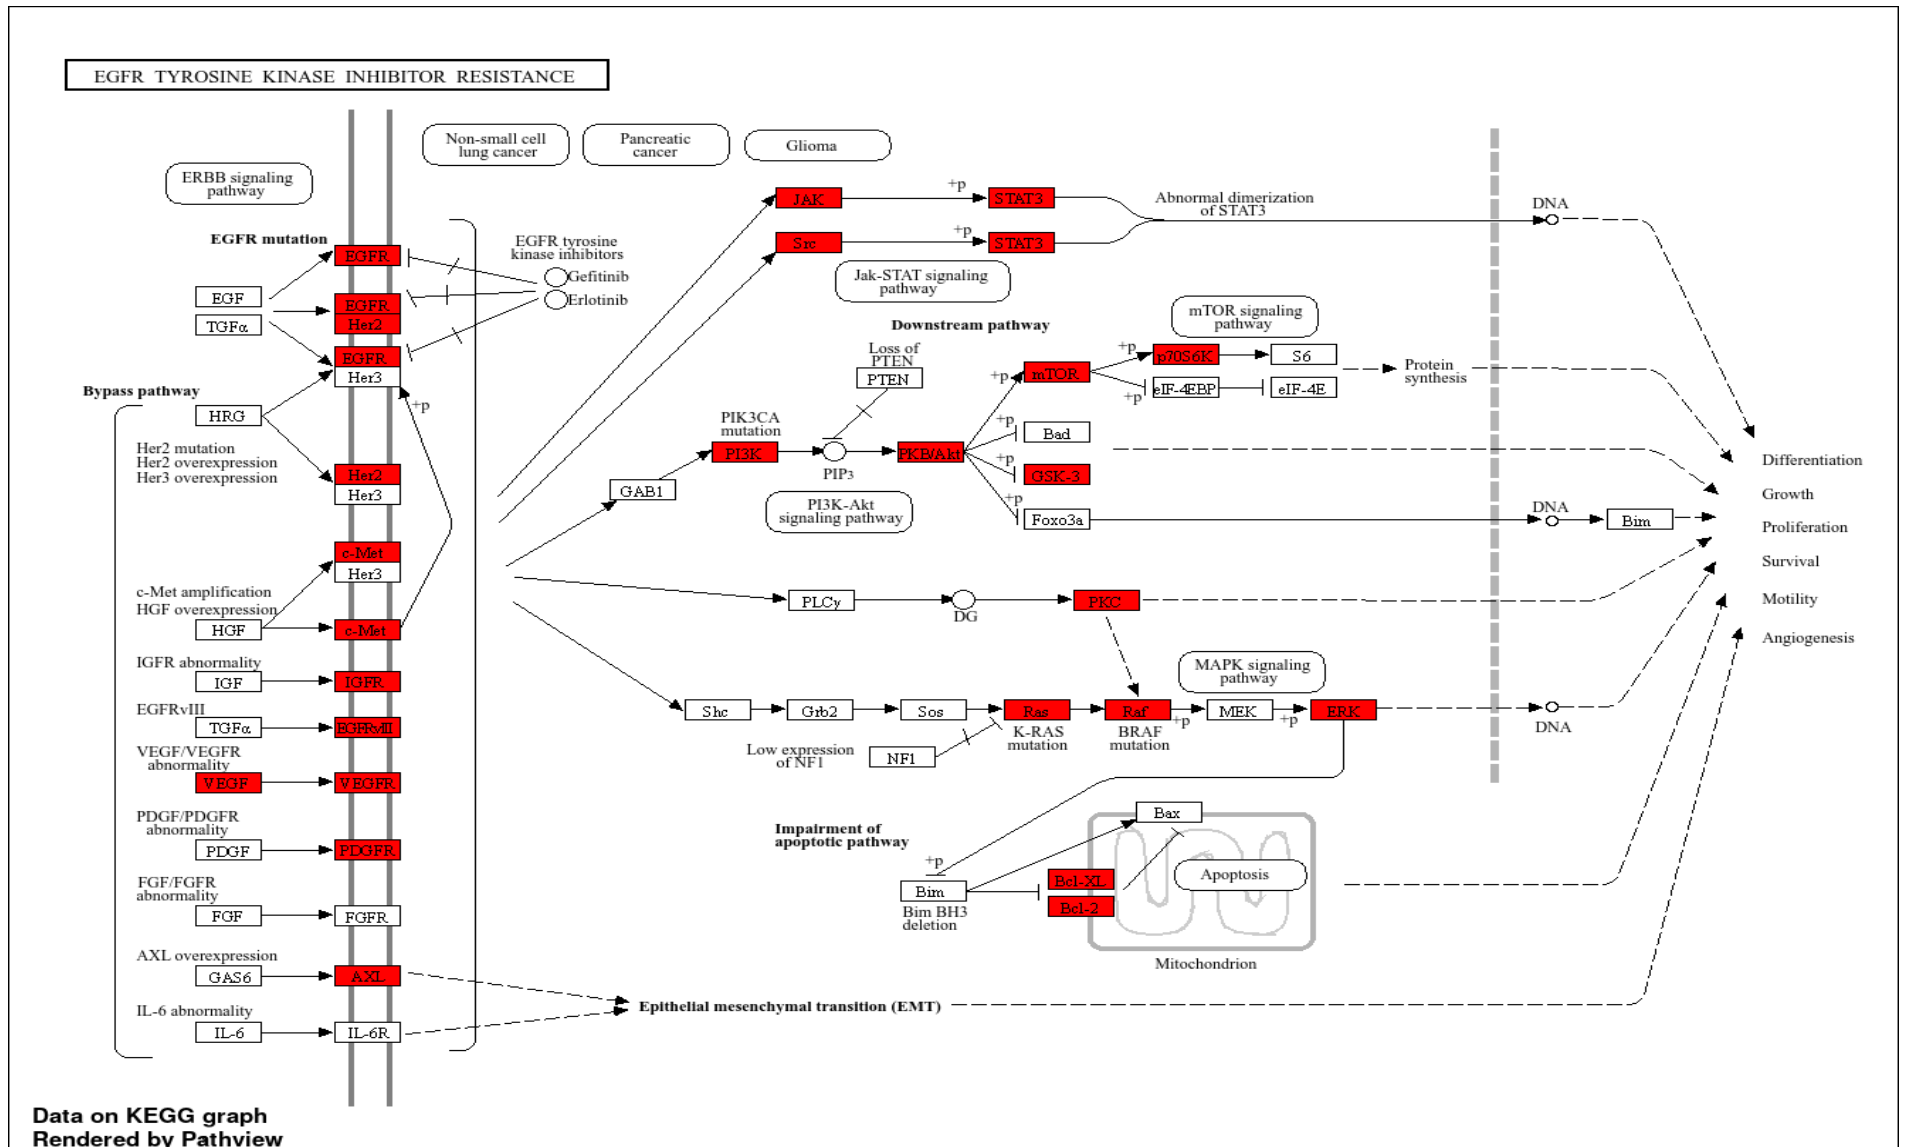 EGFR TYROSINE KINASE INHIBITOR RESISTANCE
Non-small cell
lung cancer
Pancreatic
cancer
Glioma
ERBB signaling
pathway
EGFR mutation
EGFR
EGF
TGFα
EGFR
Her2
EGFR
Her3
EGFR tyrosine
kinase inhibitors
Gefitinib
Erlotinib
JAK
+p
STAT3
Src
+p
STAT3
Abnormal dimerization
of STAT3
DNA
Jak-STAT signaling
pathway
Downstream pathway
mTOR signaling
pathway
Loss of
PTEN
PTEN
+p
mTOR
+p
p70S6K
S6
+p
eIF-4EBP
eIF-4E
Protein
synthesis
Bypass pathway
HRG
+p
Her2 mutation
Her2 overexpression
Her3 overexpression
Her2
Her3
PIK3CA
mutation
PI3K
PIP3
PKB/Akt
+p
Bad
+p
GSK-3
+p
Foxo3a
DNA
Bim
GAB1
PI3K-Akt
signaling pathway
Differentiation
Growth
Proliferation
Survival
Motility
Angiogenesis
c-Met
Her3
c-Met amplification
HGF overexpression
HGF
c-Met
PLCγ
DG
PKC
IGFR abnormality
IGF
IGFR
EGFRvIII
TGFα
EGFRvIII
MAPK signaling
pathway
Shc
Grb2
Sos
Ras
Raf
+p
MEK
+p
ERK
DNA
K-RAS
mutation
BRAF
mutation
Low expression
of NF1
NF1
VEGF/VEGFR
abnormality
VEGF
VEGFR
PDGF/PDGFR
abnormality
PDGF
PDGFR
Impairment of
apoptotic pathway
+p
Bim
Bim BH3
deletion
Bax
Bcl-XL
Bcl-2
Apoptosis
Mitochondrion
FGF/FGFR
abnormality
FGF
FGFR
AXL overexpression
GAS6
AXL
Epithelial mesenchymal transition (EMT)
IL-6 abnormality
IL-6
IL-6R
Data on KEGG graph
Rendered by Pathview